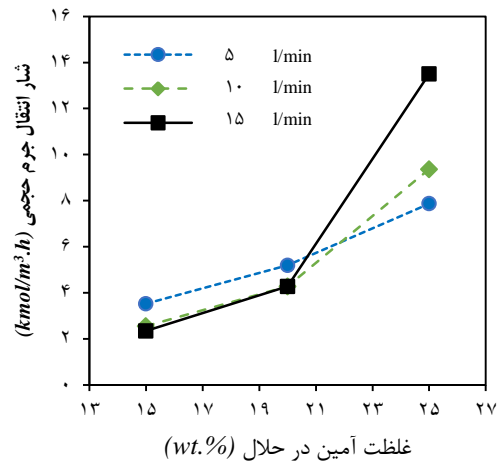 شار انتقال جرم حجمی (kmol/m³.h)
۱۶
۱۴
۱۲
۱۰
۸
۶
۴
۲
۰
۵ l/min
۱۰ l/min
۱۵ l/min
۱۳ ۱۵ ۱۷ ۱۹ ۲۱ ۲۳ ۲۵ ۲۷
غلظت آمین در حلال (wt.%)